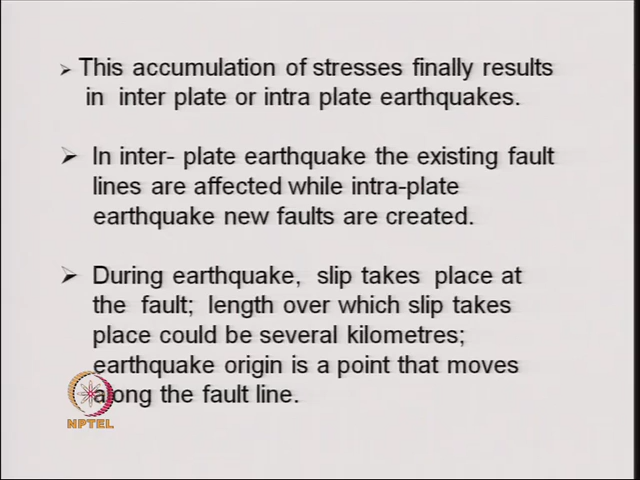 ➢ This accumulation of stresses finally results
in inter plate or intra plate earthquakes.
➢ In inter- plate earthquake the existing fault
lines are affected while intra-plate
earthquake new faults are created.
➢ During earthquake, slip takes place at
the fault; length over which slip takes
place could be several kilometres;
earthquake origin is a point that moves
along the fault line.
NPTEL